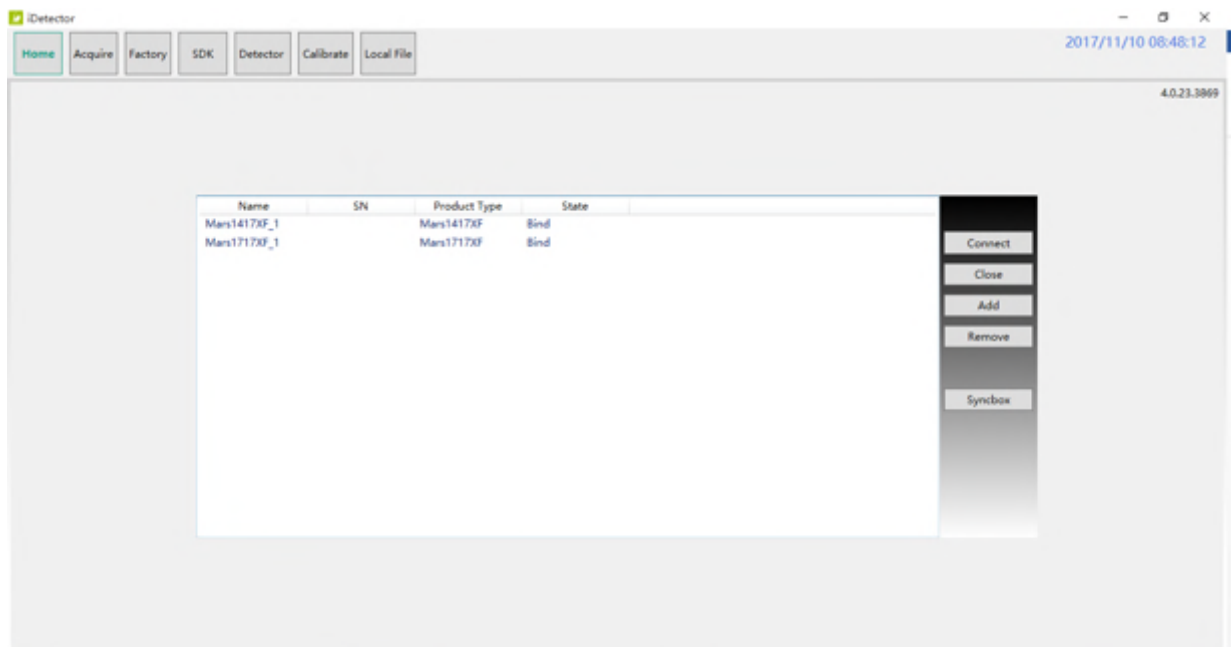 iDetector
Home Acquire Factory SDK Detector Calibrate Local File
2017/11/10 08:48:12
4.0.23.3869
Name SN Product Type State
Mars1417XF_1 Mars1417XF Bind
Mars1717XF_1 Mars1717XF Bind
Connect
Close
Add
Remove
Syncbox